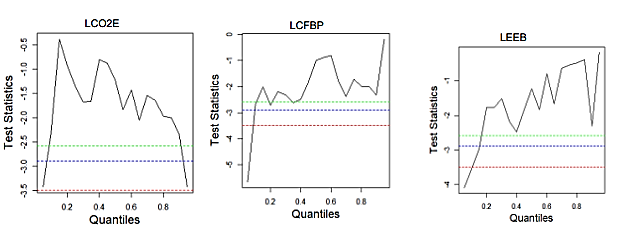 LCO2E
LCFBP
LEEB
Test Statistics
-0.5
-1.0
-1.5
-2.0
-2.5
-3.0
-3.5
0.2 0.4 0.6 0.8
Quantiles
Test Statistics
0
-1
-2
-3
-4
-5
0.2 0.4 0.6 0.8
Quantiles
Test Statistics
-1
-2
-3
-4
0.2 0.4 0.6 0.8
Quantiles